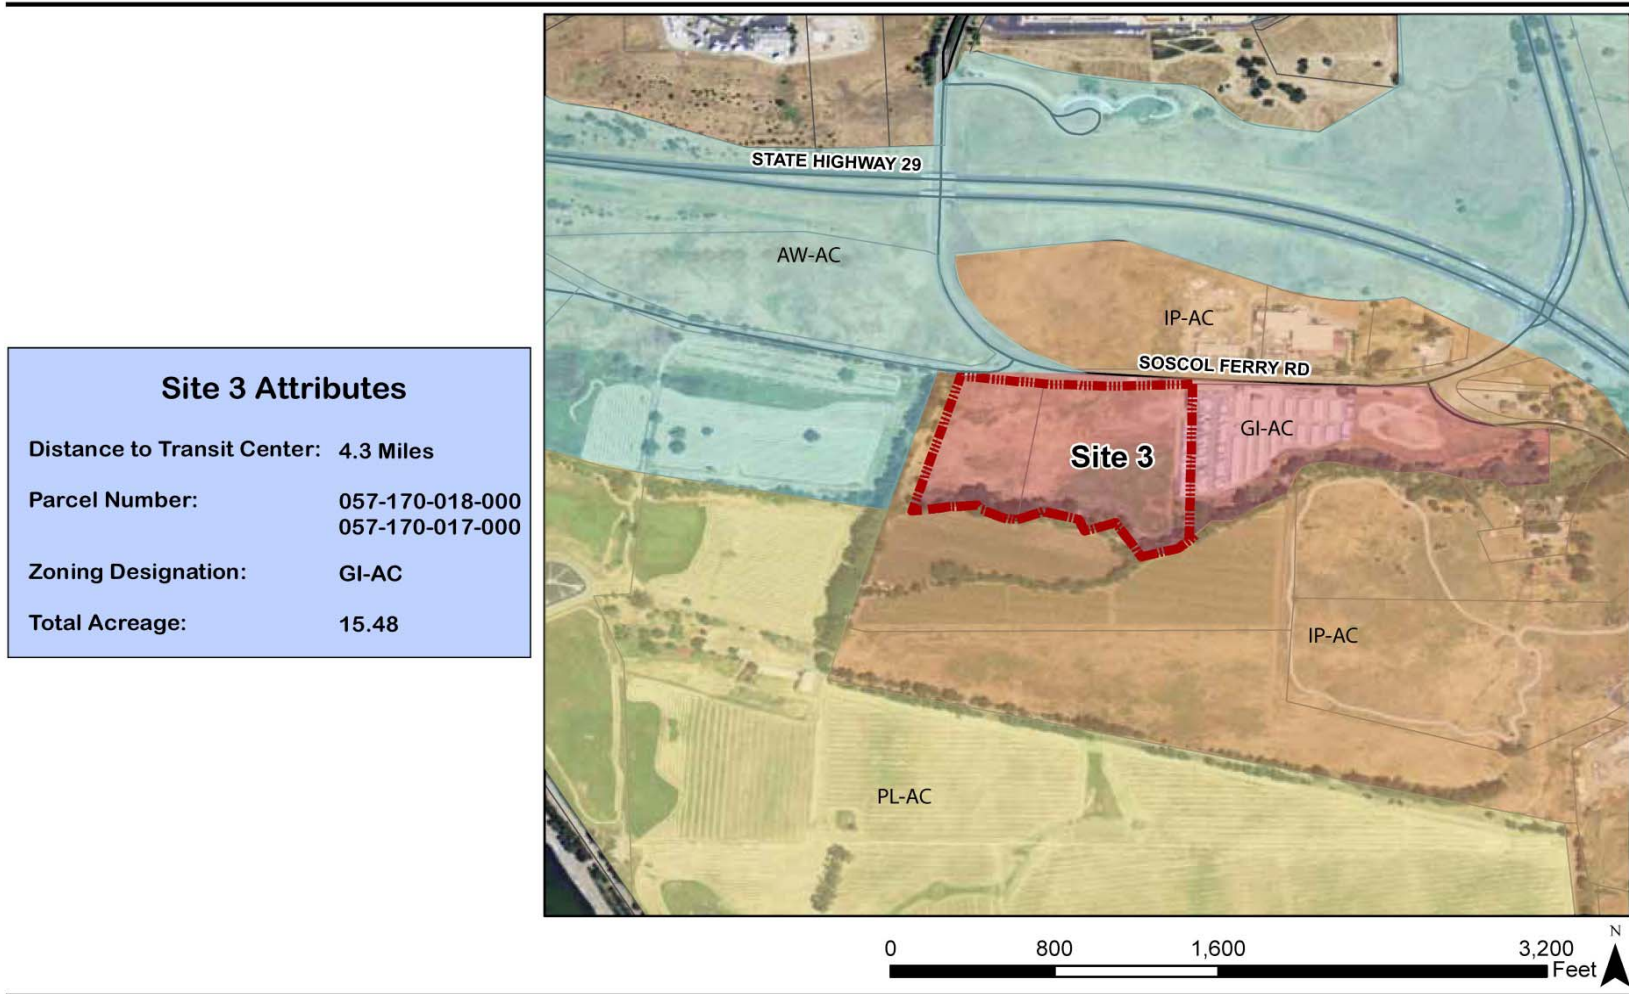 Site 3 Attributes
Distance to Transit Center: 4.3 Miles
Parcel Number: 057-170-018-000
057-170-017-000
Zoning Designation: GI-AC
Total Acreage: 15.48
STATE HIGHWAY 29
AW-AC
IP-AC
SOSCOL FERRY RD
GI-AC
Site 3
IP-AC
PL-AC
0 800 1,600 3,200
Feet
N